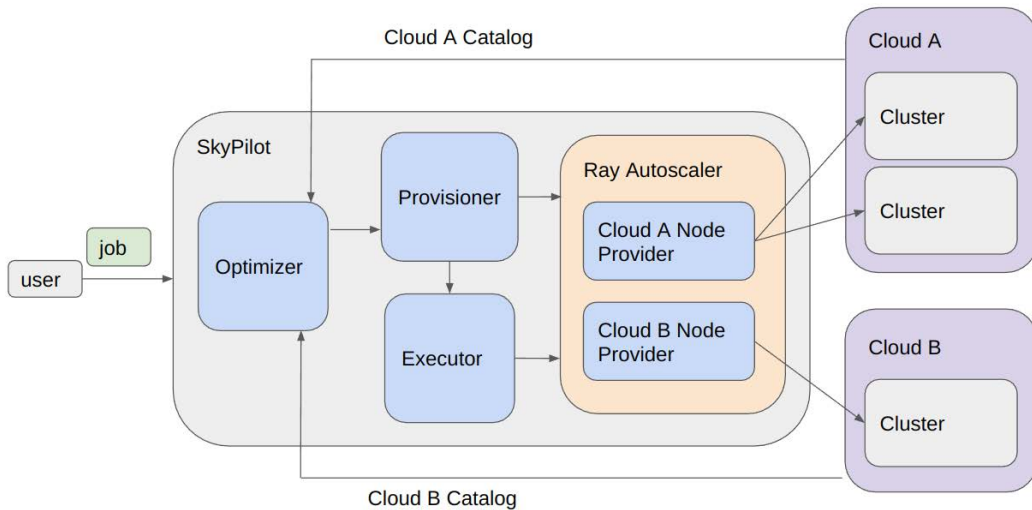 Cloud A Catalog
Cloud A
Cluster
Cluster
SkyPilot
Provisioner
Ray Autoscaler
Cloud A Node
Provider
job
user
Optimizer
Executor
Cloud B Node
Provider
Cloud B
Cluster
Cloud B Catalog